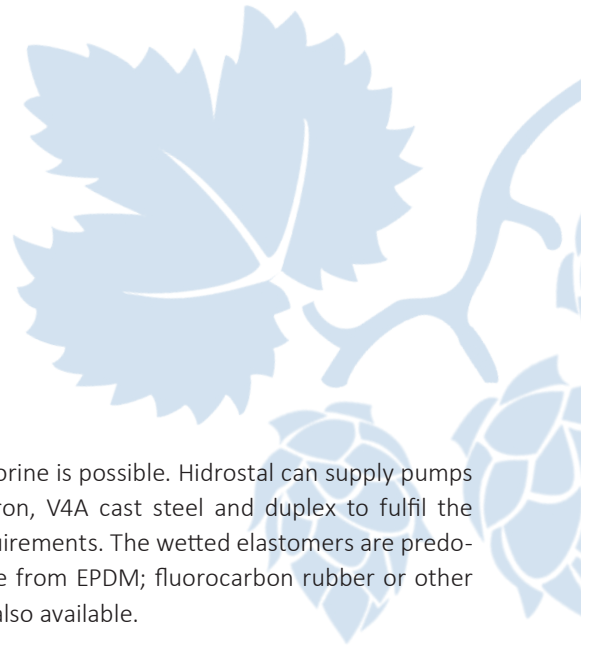 orine is possible. Hidrostal can supply pumps
ron, V4A cast steel and duplex to fulfil the
uirements. The wetted elastomers are predo-
e from EPDM; fluorocarbon rubber or other
also available.